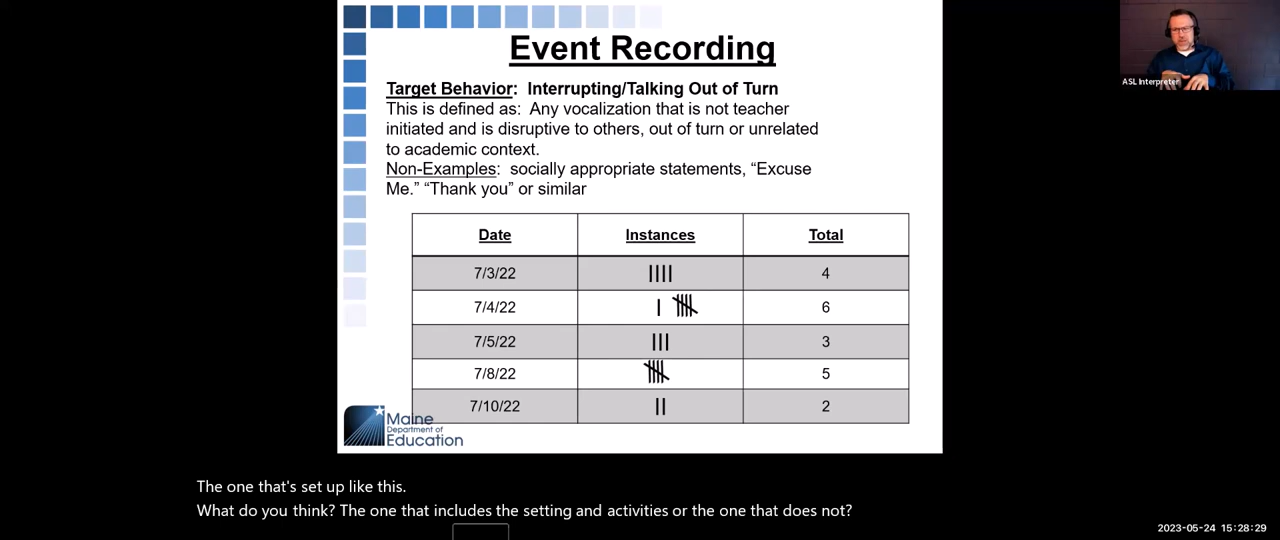 Event Recording
Target Behavior: Interrupting/Talking Out of Turn
This is defined as: Any vocalization that is not teacher
initiated and is disruptive to others, out of turn or unrelated
to academic context.
Non-Examples: socially appropriate statements, “Excuse
Me.” “Thank you” or similar
Date Instances Total
7/3/22 4
7/4/22 6
7/5/22 3
7/8/22 5
7/10/22 2
Maine
Department of
Education
ASL Interpreter
The one that's set up like this.
What do you think? The one that includes the setting and activities or the one that does not?
2023-05-24 15:28:29